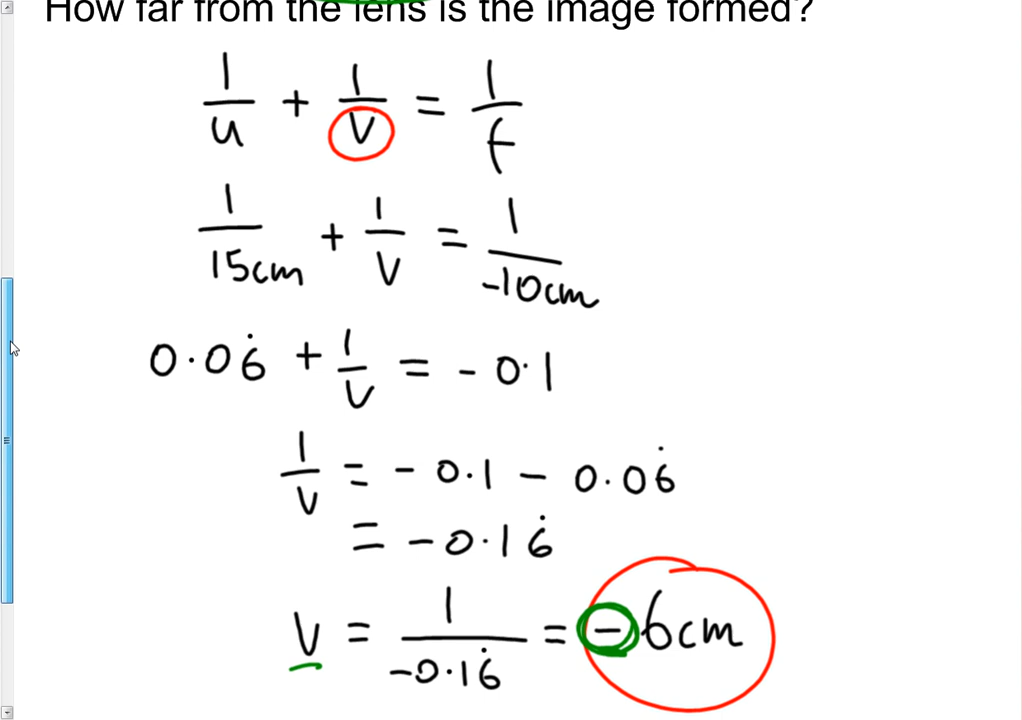 How far from the lens is the image formed?
1/u + 1/v = 1/f
1/15cm + 1/v = 1/-10cm
0.06̇ + 1/v = -0.1
1/v = -0.1 - 0.06̇
= -0.16̇
v = 1/-0.16̇ = -6cm